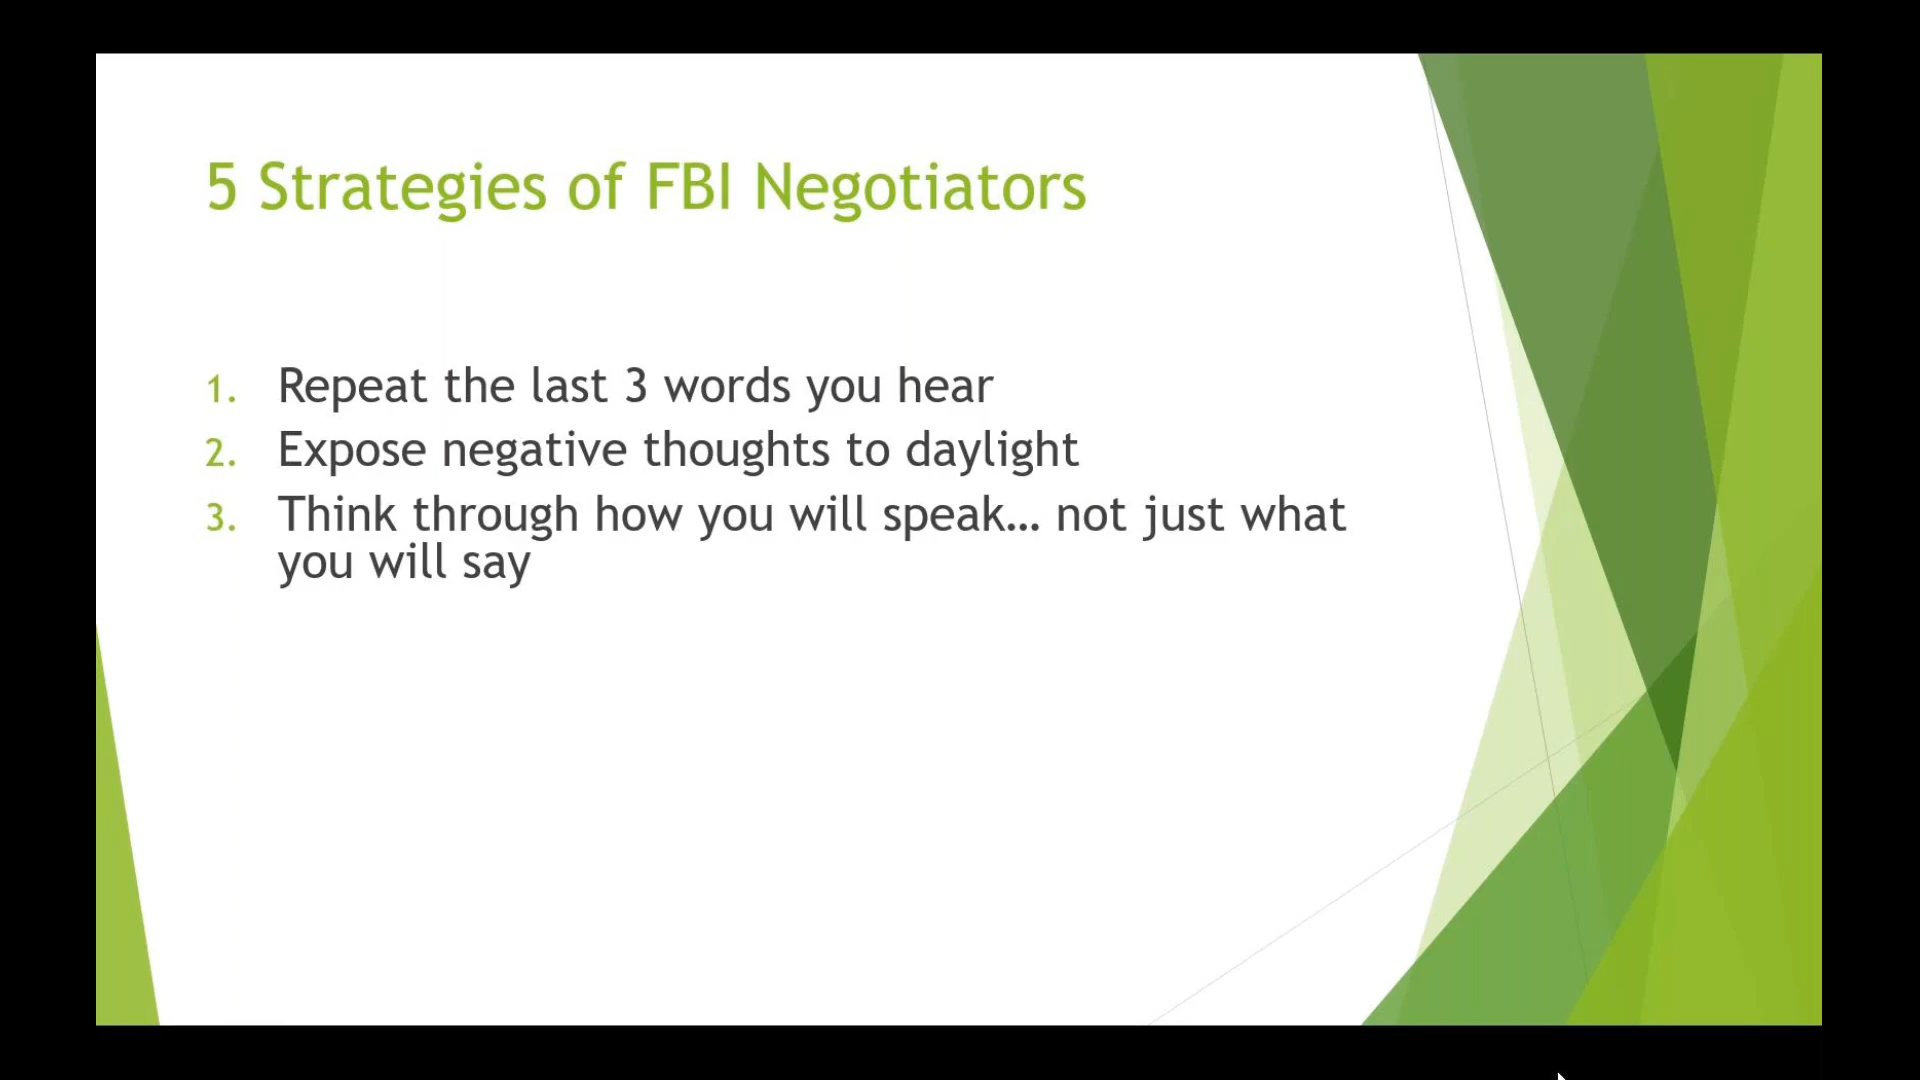 5 Strategies of FBI Negotiators
1. Repeat the last 3 words you hear
2. Expose negative thoughts to daylight
3. Think through how you will speak… not just what
you will say